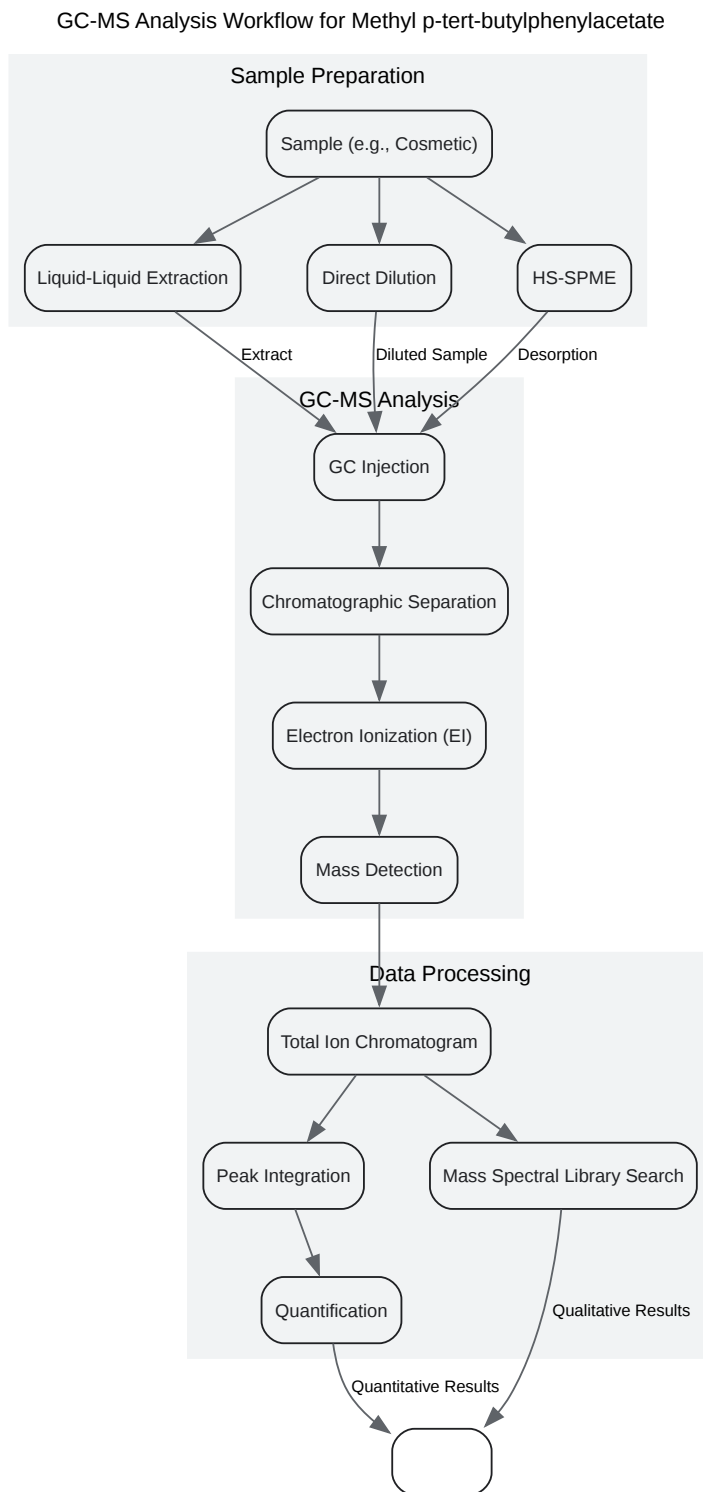 GC-MS Analysis Workflow for Methyl p-tert-butylphenylacetate
Sample Preparation
Sample (e.g., Cosmetic)
Liquid-Liquid Extraction
Direct Dilution
HS-SPME
Extract
Diluted Sample
Desorption
GC-MS Analysis
GC Injection
Chromatographic Separation
Electron Ionization (EI)
Mass Detection
Data Processing
Total Ion Chromatogram
Peak Integration
Mass Spectral Library Search
Quantification
Qualitative Results
Quantitative Results